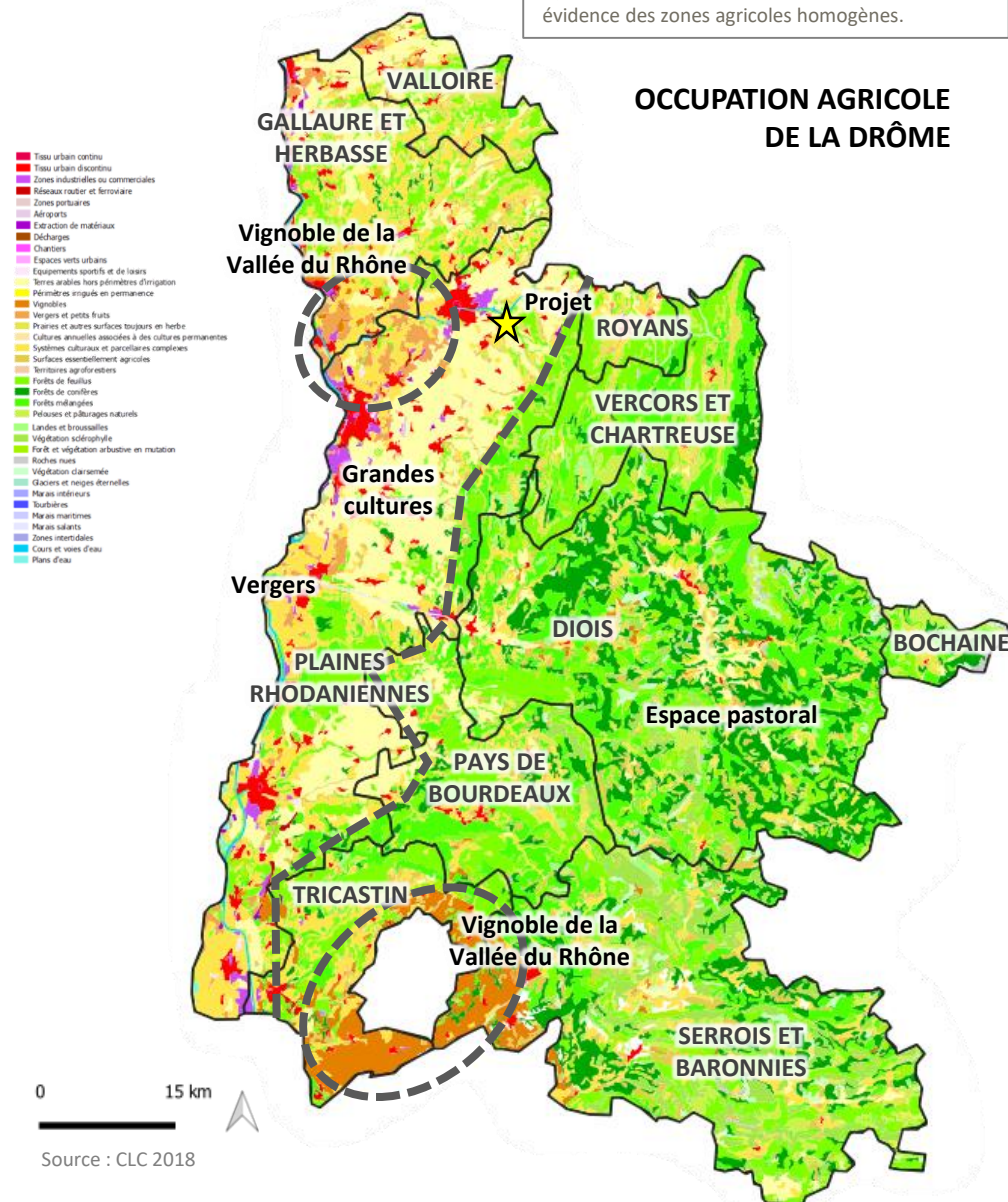 évidence des zones agricoles homogènes.
OCCUPATION AGRICOLE
DE LA DRÔME
Tissu urbain continu
Tissu urbain discontinu
Zones industrielles ou commerciales
Réseaux routier et ferroviaire
Zones portuaires
Aéroports
Extraction de matériaux
Décharges
Chantiers
Espaces verts urbains
Equipements sportifs et de loisirs
Terres arables hors périmètres d'irrigation
Périmètres irrigués en permanence
Vignobles
Vergers et petits fruits
Prairies et autres surfaces toujours en herbe
Cultures annuelles associées à des cultures permanentes
Systèmes culturaux et parcellaires complexes
Surfaces essentiellement agricoles
Territoires agroforestiers
Forêts de feuillus
Forêts de conifères
Forêts mélangées
Pelouses et pâturages naturels
Landes et broussailles
Végétation sclérophylle
Forêt et végétation arbustive en mutation
Roches nues
Végétation clairsemée
Glaciers et neiges éternelles
Marais intérieurs
Tourbières
Marais maritimes
Marais salants
Zones intertidales
Cours et voies d'eau
Plans d'eau
VALLOIRE
GALLAURE ET
HERBASSE
Vignoble de la
Vallée du Rhône
Projet
ROYANS
VERCORS ET
CHARTREUSE
Grandes
cultures
Vergers
DIOIS
BOCHAINE
PLAINES
RHODANIENNES
Espace pastoral
PAYS DE
BOURDEAUX
TRICASTIN
Vignoble de la
Vallée du Rhône
SERROIS ET
BARONNIES
0 15 km
Source : CLC 2018